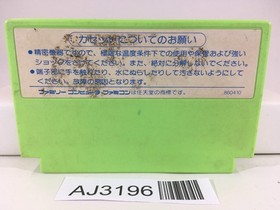 カセットについてのお願い
●精密機器ですので、極端な温度条件下での使用や保管および強い
ショックをさけてください。また、絶対に分解しないでください。
●端子部に手を触れたり、水にぬらしたりして汚さないようにして
ください。故障の原因となります。
ファミリーコンピュータ・ファミコンは任天堂の商標です。
AJ3196